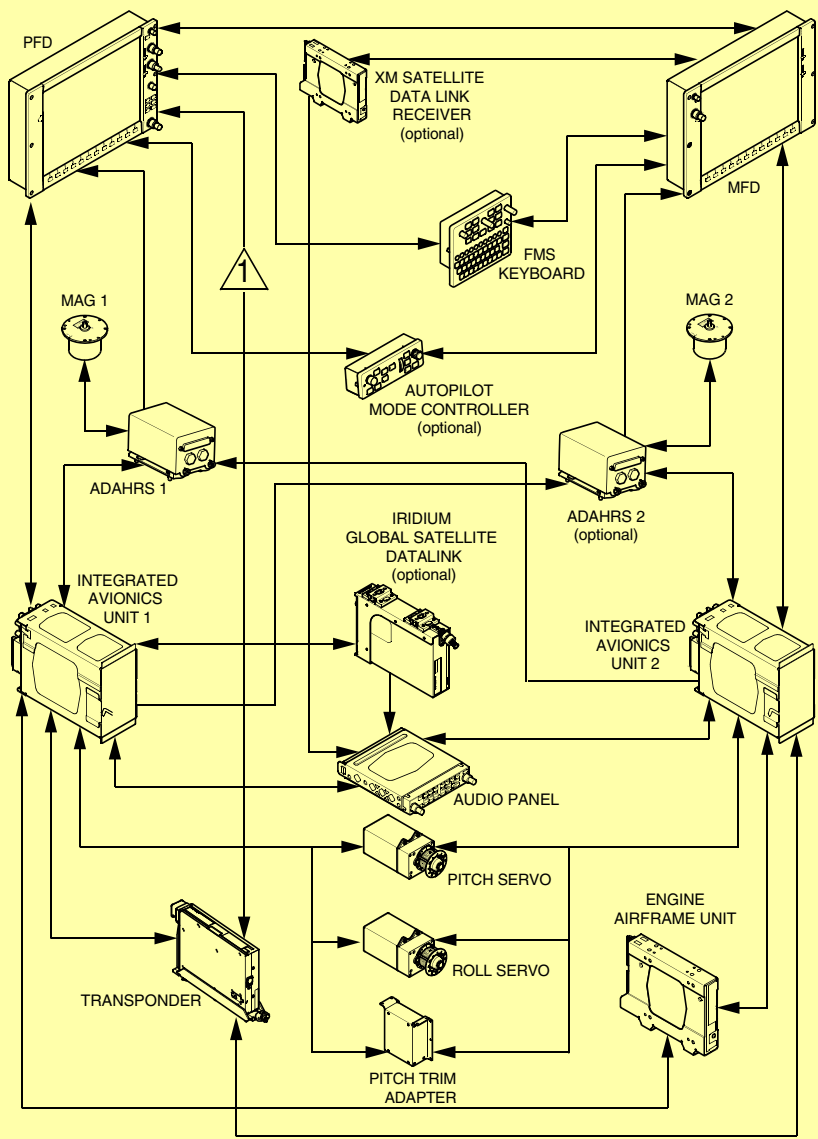 PFD
XM SATELLITE
DATA LINK
RECEIVER
(optional)
MFD
FMS
KEYBOARD
1
MAG 1
MAG 2
AUTOPILOT
MODE CONTROLLER
(optional)
ADAHRS 1
ADAHRS 2
(optional)
IRIDIUM
GLOBAL SATELLITE
DATALINK
(optional)
INTEGRATED
AVIONICS
UNIT 1
INTEGRATED
AVIONICS
UNIT 2
AUDIO PANEL
PITCH SERVO
ENGINE
AIRFRAME UNIT
ROLL SERVO
TRANSPONDER
PITCH TRIM
ADAPTER